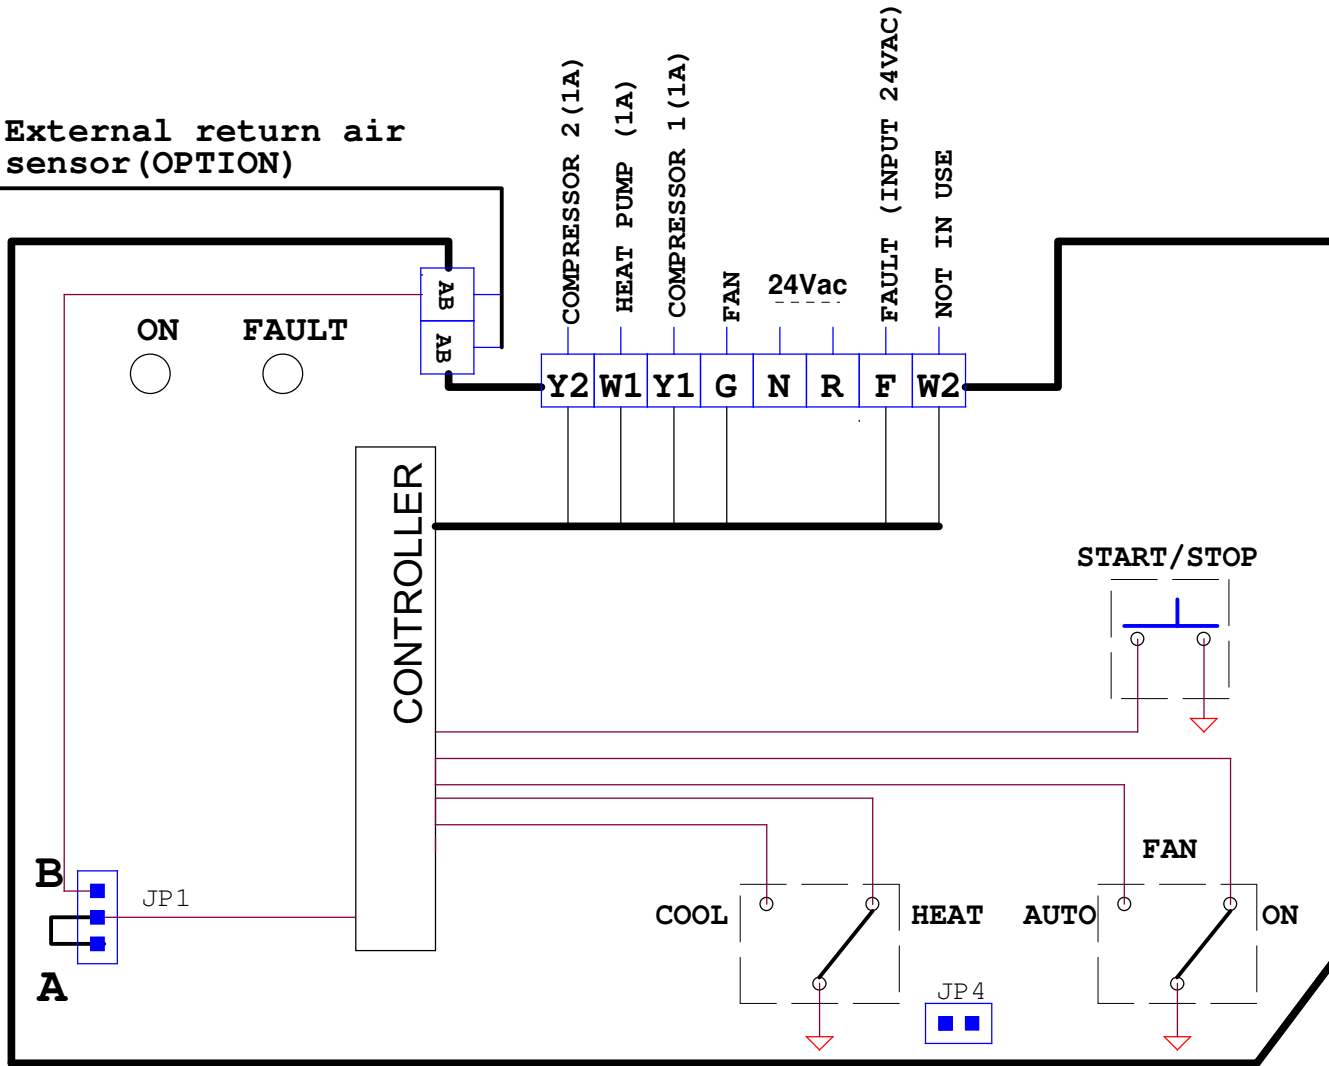 External return air
sensor(OPTION)
COMPRESSOR 2(1A)
HEAT PUMP (1A)
COMPRESSOR 1(1A)
FAN
24Vac
FAULT (INPUT 24VAC)
NOT IN USE
AB
AB
ON
FAULT
Y2 W1 Y1 G N R F W2
CONTROLLER
START/STOP
FAN
B
JP1
A
COOL
HEAT
AUTO
ON
JP4